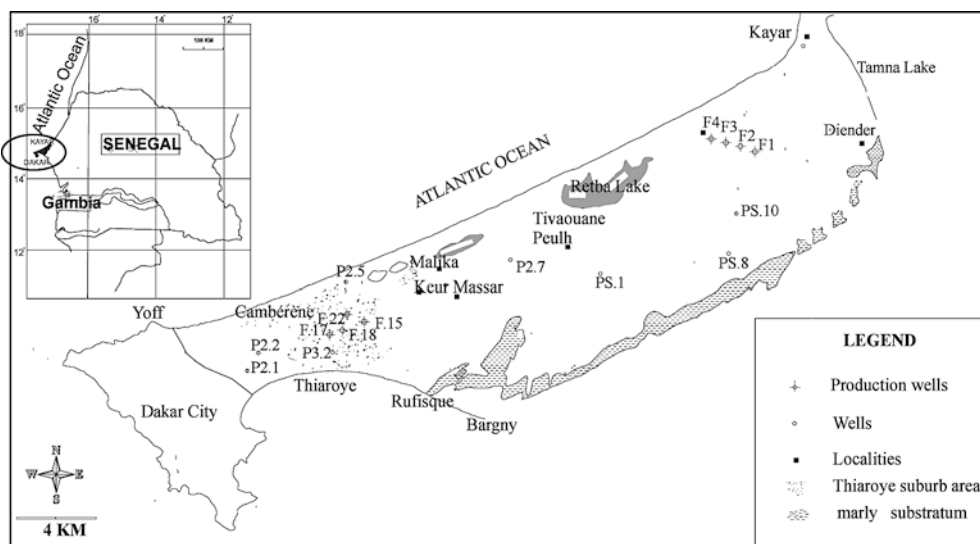 16°
14°
12°
18°
100 KM
Atlantic Ocean
16
KAYAR
DAKAR
SENEGAL
14
Gambia
12
Kayar
Tamna Lake
F4
F3
F2
F1
Diender
ATLANTIC OCEAN
Retba Lake
PS.10
Tivaouane
Peulh
PS.8
Malika
P2.7
PS.1
P2.5
Keur Massar
Cambérène
Yoff
F.22
F.15
F.17
F.18
P2.2
P3.2
P2.1
Thiaroye
Rufisque
Dakar City
Bargny
N
W E
S
4 KM
LEGEND
Production wells
Wells
Localities
Thiaroye suburb area
marly substratum